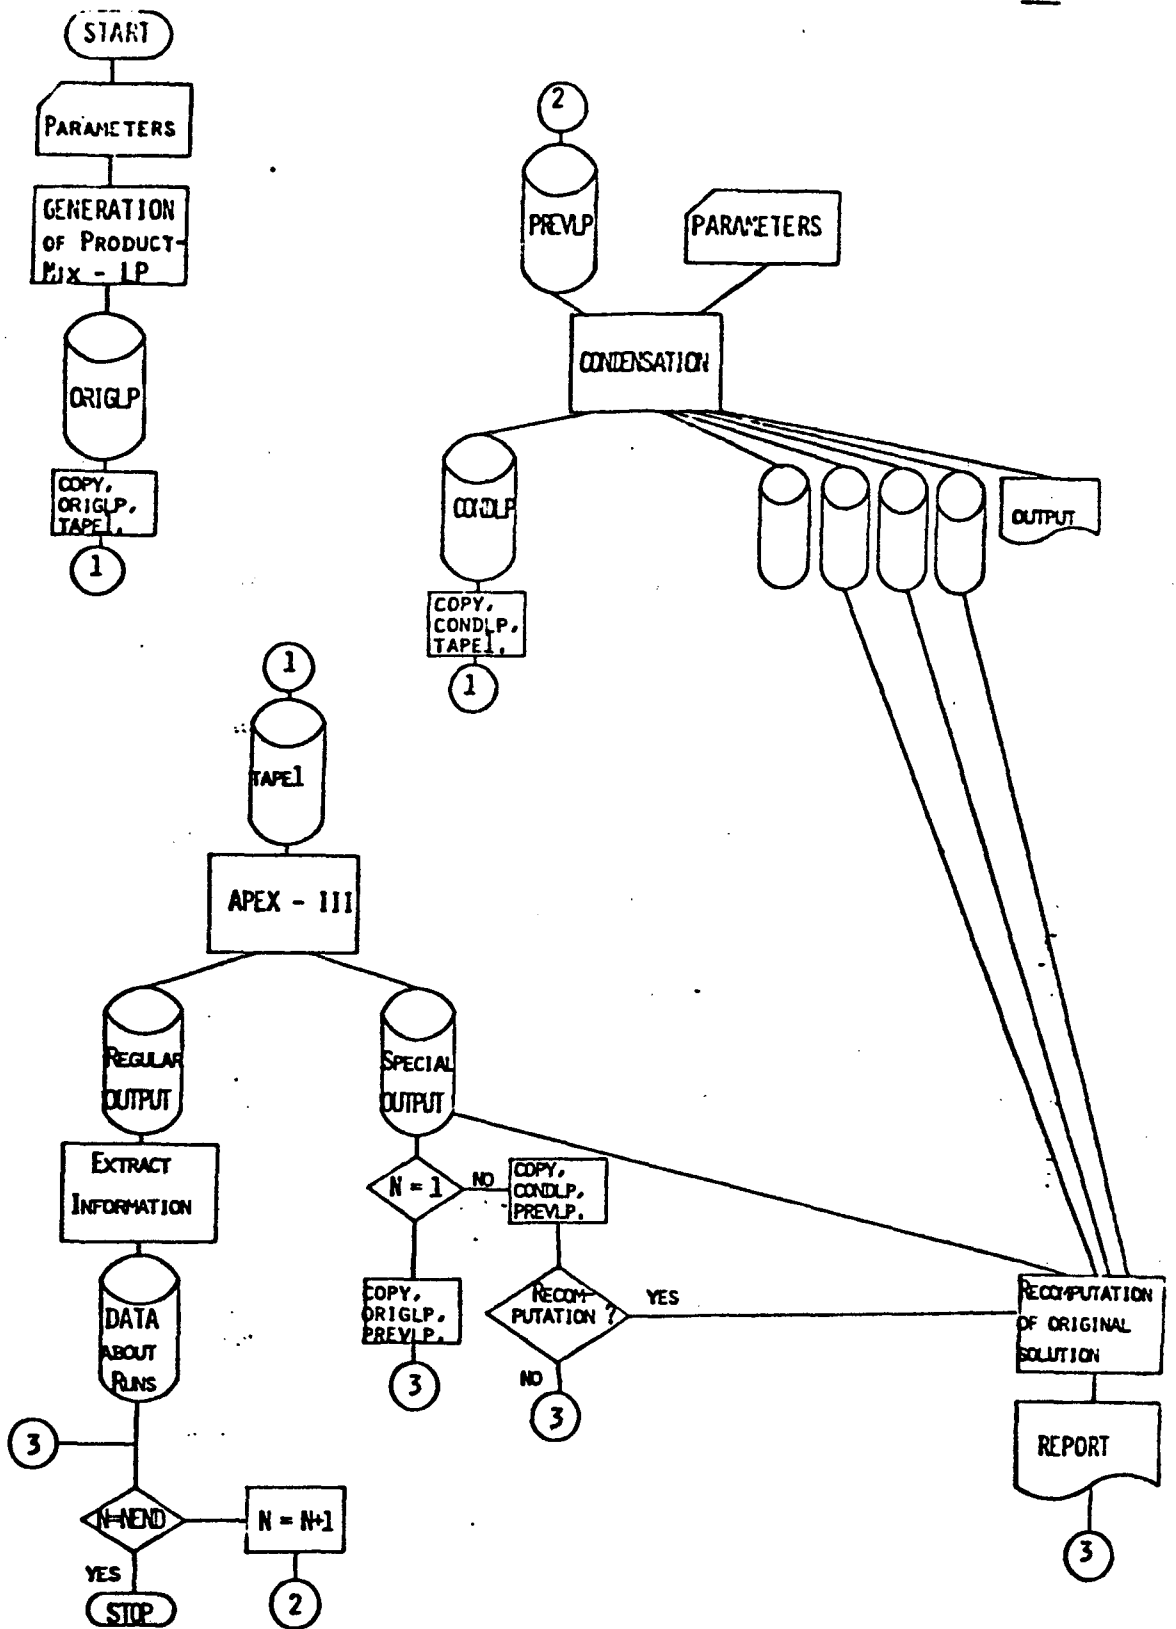 START
PARAMETERS
GENERATION
OF PRODUCT-
MIX - LP
ORIGLP
COPY,
ORIGLP,
TAPE1.
1
2
PREVLP
PARAMETERS
CONDENSATION
CONDLP
OUTPUT
COPY,
CONDLP,
TAPE1.
1
1
TAPE1
APEX - III
REGULAR
OUTPUT
SPECIAL
OUTPUT
EXTRACT
INFORMATION
N = 1
NO
COPY,
CONDLP,
PREVLP.
DATA
ABOUT
RUNS
COPY,
ORIGLP,
PREVLP.
3
RECOM-
PUTATION ?
YES
NO
3
RECOMPUTATION
OF ORIGINAL
SOLUTION
REPORT
3
3
N=NEND
N = N+1
YES
STOP
2